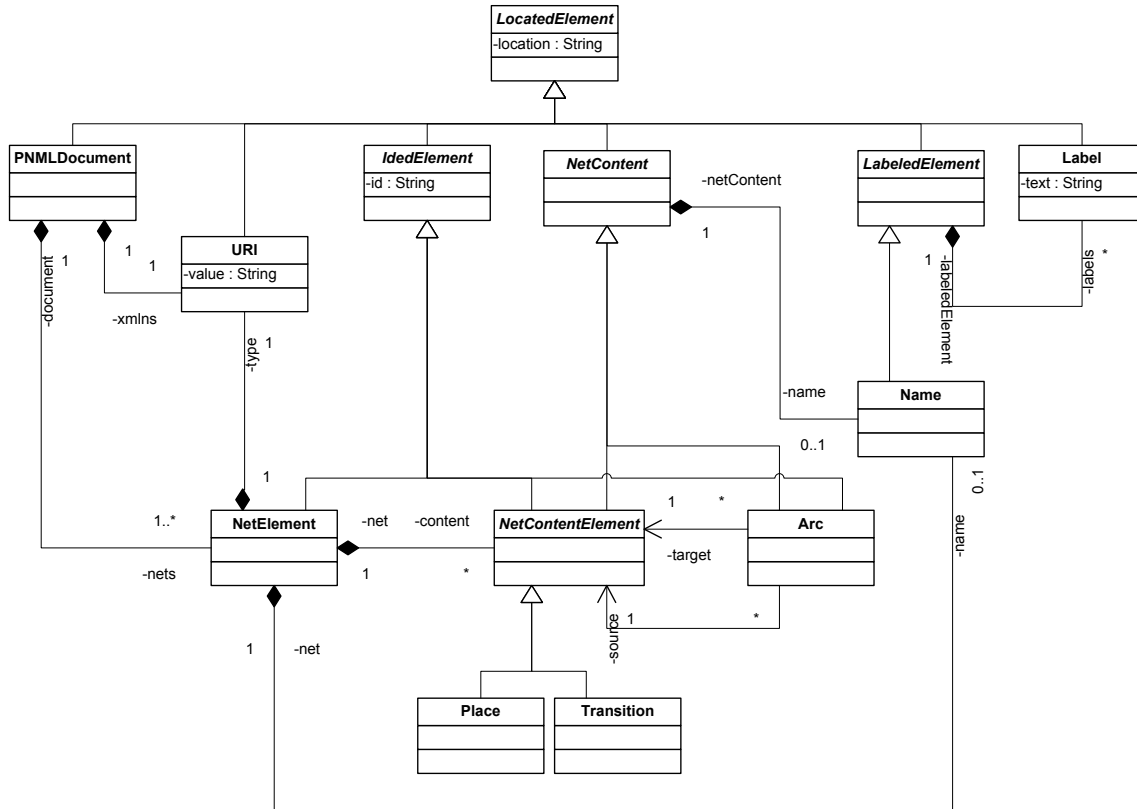 LocatedElement
-location : String
PNMLDocument
IdedElement
-id : String
NetContent
LabeledElement
Label
-text : String
-netContent
1
URI
-value : String
-document
1
1
1
-xmlns
1
-labeledElement
*
-labels
-type
1
-name
Name
0..1
0..1
1
1..*
NetElement
-net
-content
NetContentElement
1
*
Arc
-name
-nets
1
*
-target
-source
1
*
1
-net
Place
Transition